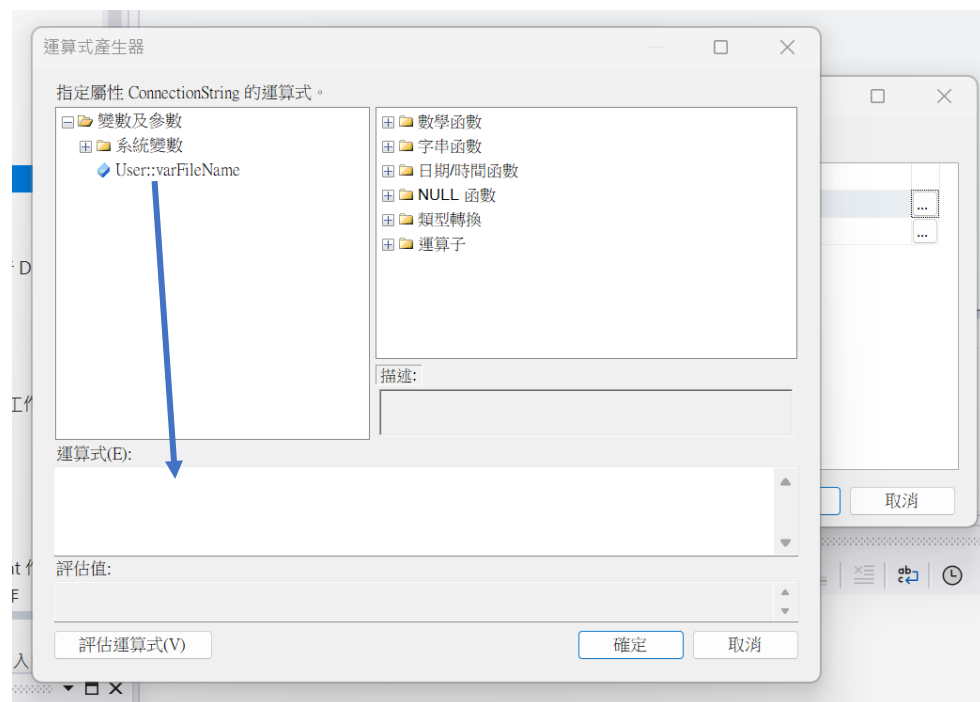 運算式產生器
指定屬性 ConnectionString 的運算式。
變數及參數
系統變數
User::varFileName
數學函數
字串函數
日期/時間函數
NULL 函數
類型轉換
運算子
描述:
運算式(E):
評估值:
評估運算式(V)
確定
取消
...
...
取消
D
工作
入